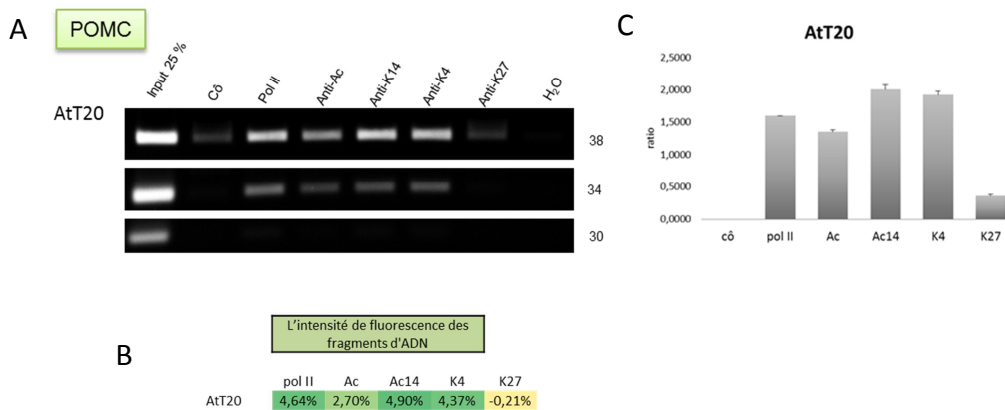 A
POMC
Input 25 %
Cô
Pol II
Anti-Ac
Anti-K14
Anti-K4
Anti-K27
H₂O
AtT20
38
34
30
B
L'intensité de fluorescence des
fragments d'ADN
pol II Ac Ac14 K4 K27
AtT20 4,64% 2,70% 4,90% 4,37% -0,21%
C
AtT20
ratio
2,5000
2,0000
1,5000
1,0000
0,5000
0,0000
cô pol II Ac Ac14 K4 K27